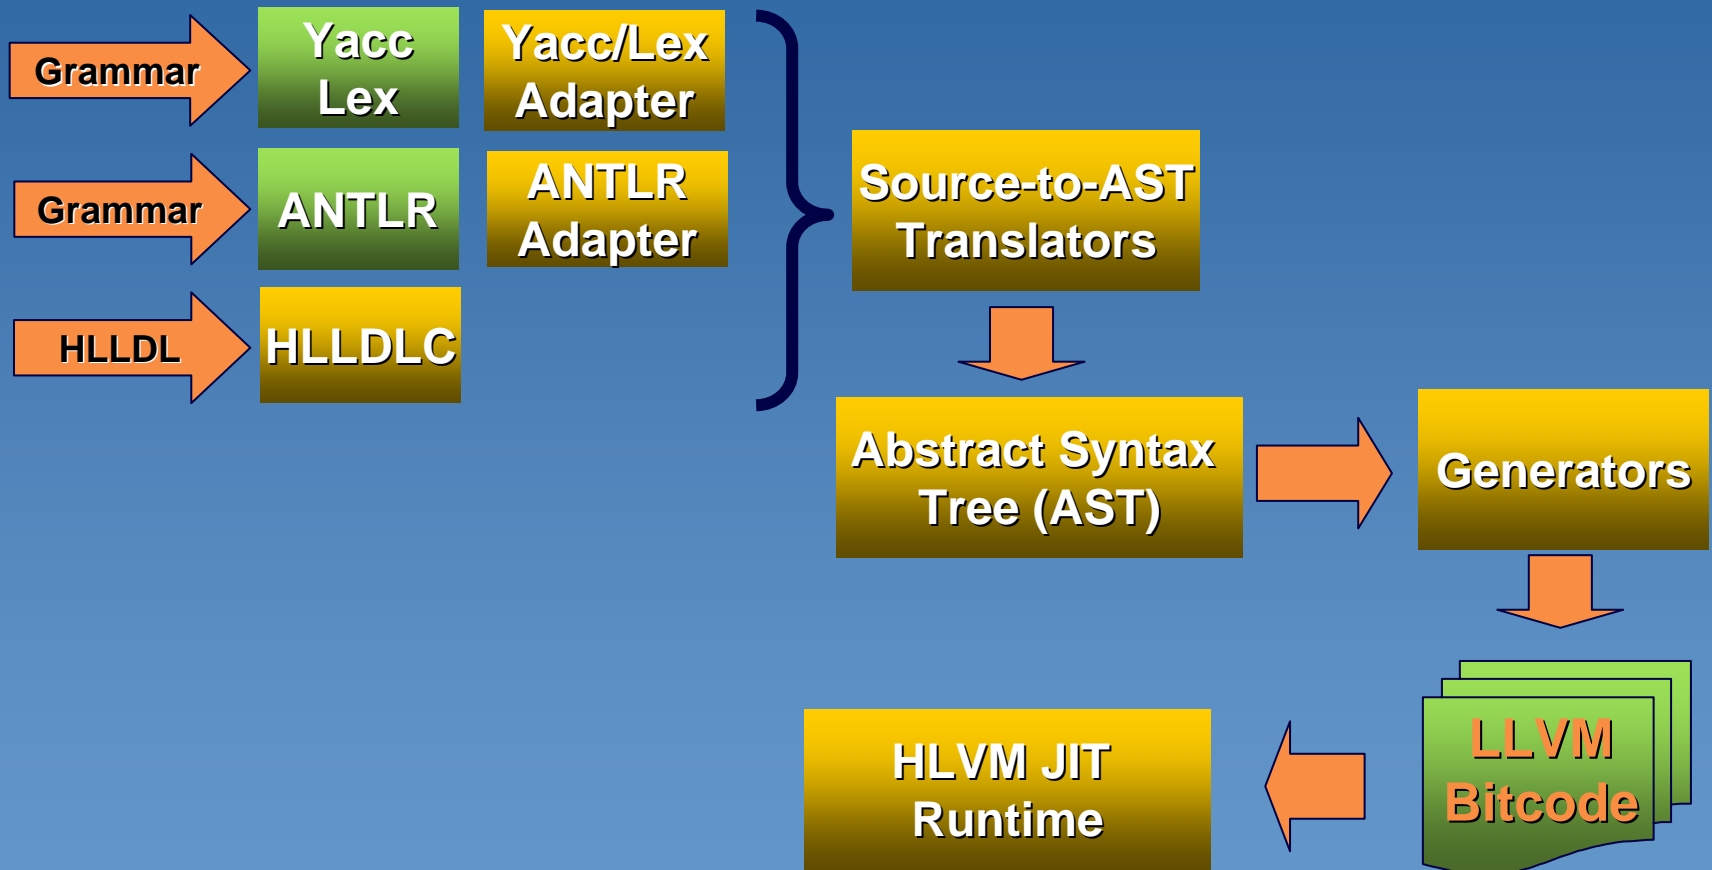 Grammar
Yacc
Lex
Yacc/Lex
Adapter
Grammar
ANTLR
ANTLR
Adapter
HLLDL
HLLDLC
Source-to-AST
Translators
Abstract Syntax
Tree (AST)
Generators
LLVM
Bitcode
HLVM JIT
Runtime